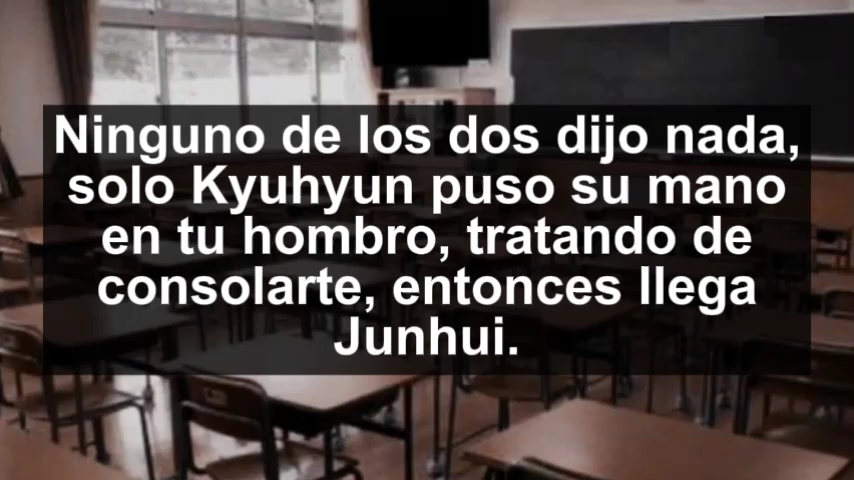 Ninguno de los dos dijo nada,
solo Kyuhyun puso su mano
en tu hombro, tratando de
consolarte, entonces llega
Junhui.